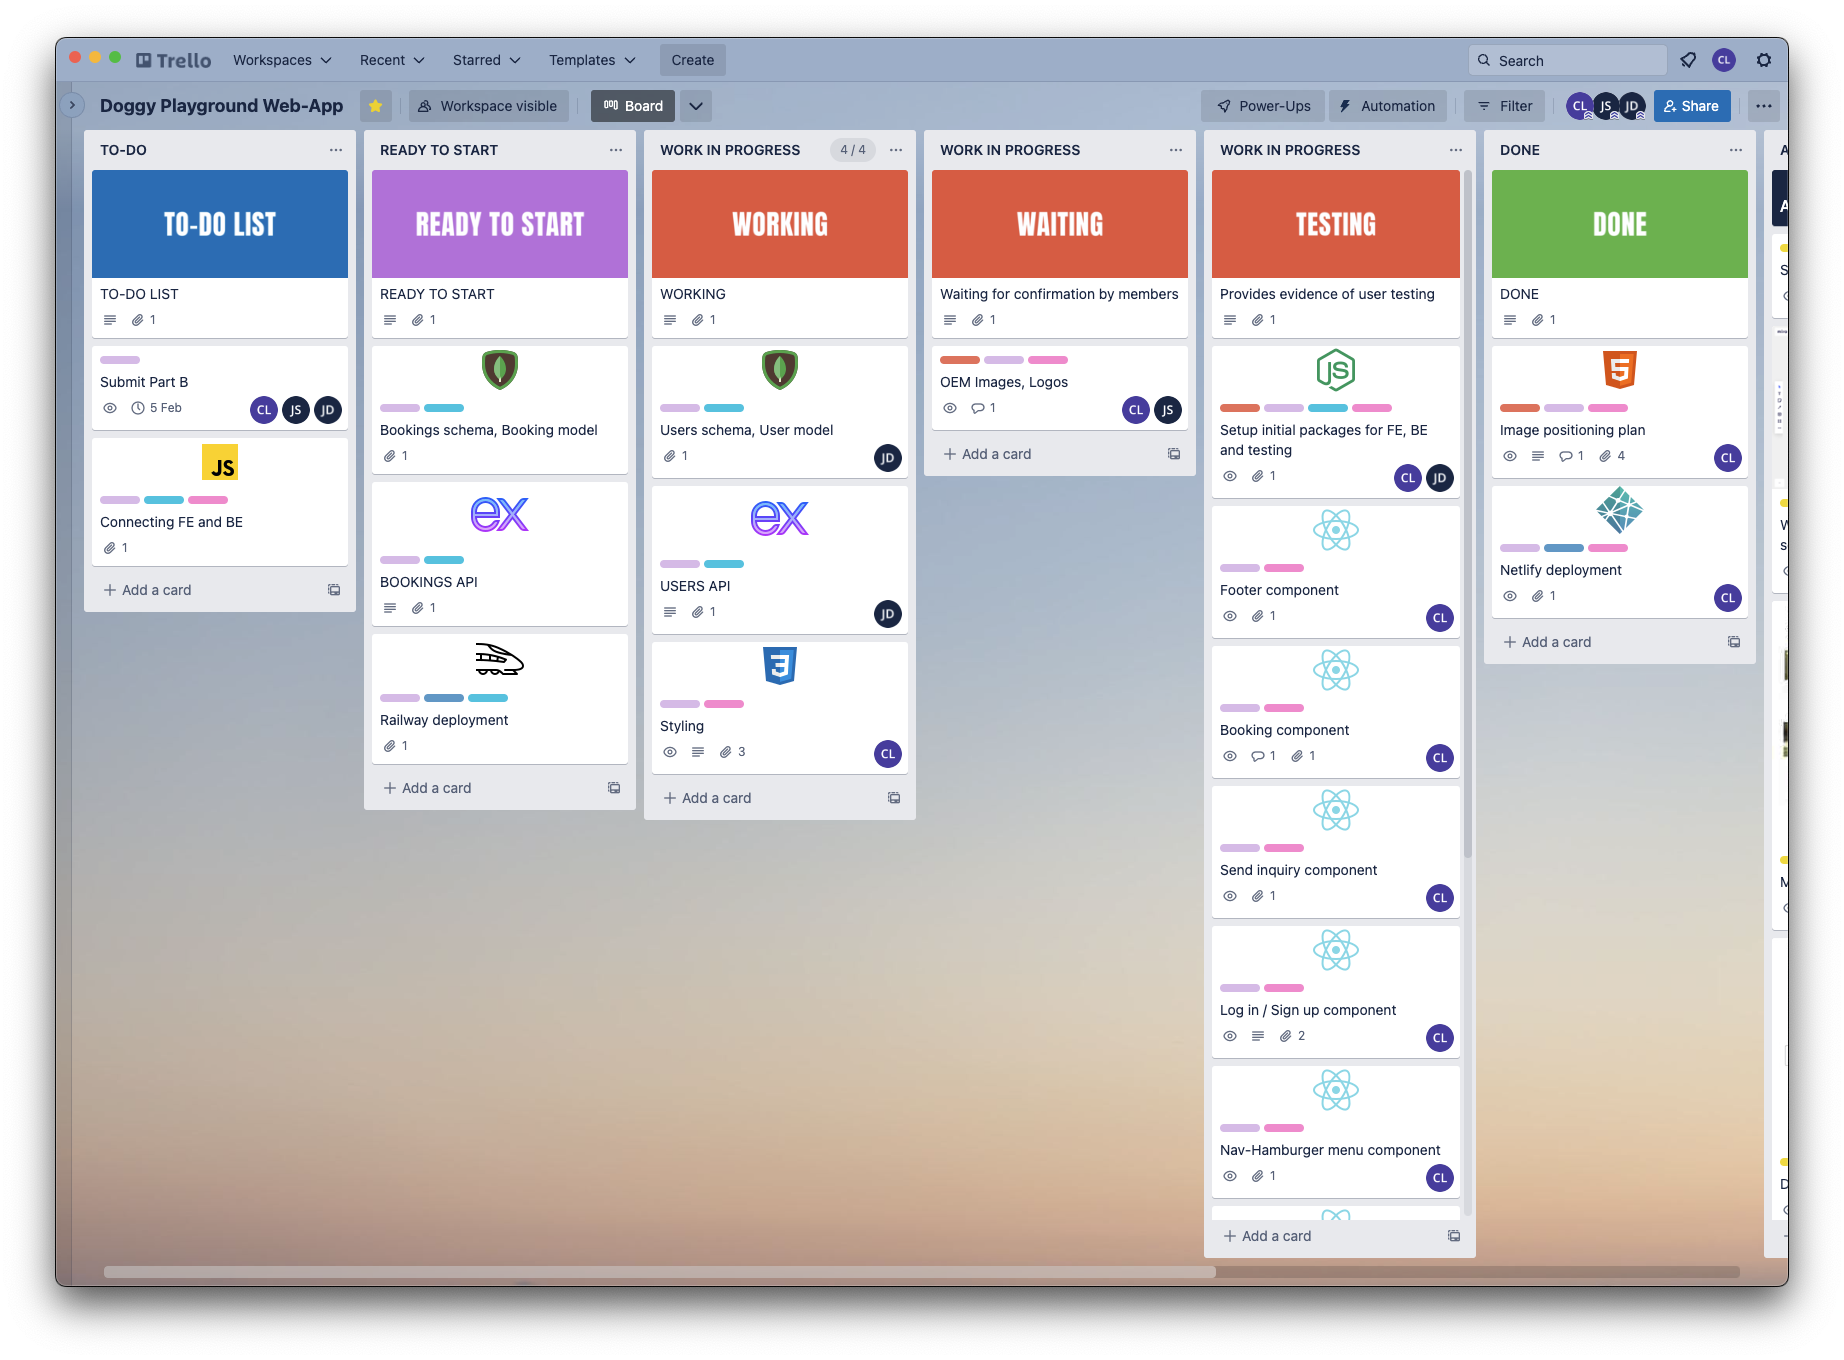 Trello
Workspaces
Recent
Starred
Templates
Create
Search
CL
Doggy Playground Web-App
Workspace visible
Board
Power-Ups
Automation
Filter
CL
JS
JD
Share
TO-DO
TO-DO LIST
TO-DO LIST
1
Submit Part B
5 Feb
CL
JS
JD
JS
Connecting FE and BE
1
Add a card
READY TO START
READY TO START
READY TO START
1
Bookings schema, Booking model
1
ex
BOOKINGS API
1
Railway deployment
1
Add a card
WORK IN PROGRESS
4 / 4
WORKING
WORKING
1
Users schema, User model
1
JD
ex
USERS API
1
JD
3
Styling
3
CL
Add a card
WORK IN PROGRESS
WAITING
Waiting for confirmation by members
1
OEM Images, Logos
1
CL
JS
Add a card
WORK IN PROGRESS
TESTING
Provides evidence of user testing
1
JS
Setup initial packages for FE, BE
and testing
1
CL
JD
Footer component
1
CL
Booking component
1
1
CL
Send inquiry component
1
CL
Log in / Sign up component
2
CL
Nav-Hamburger menu component
1
CL
Add a card
DONE
DONE
DONE
1
5
Image positioning plan
1
4
CL
Netlify deployment
1
CL
Add a card